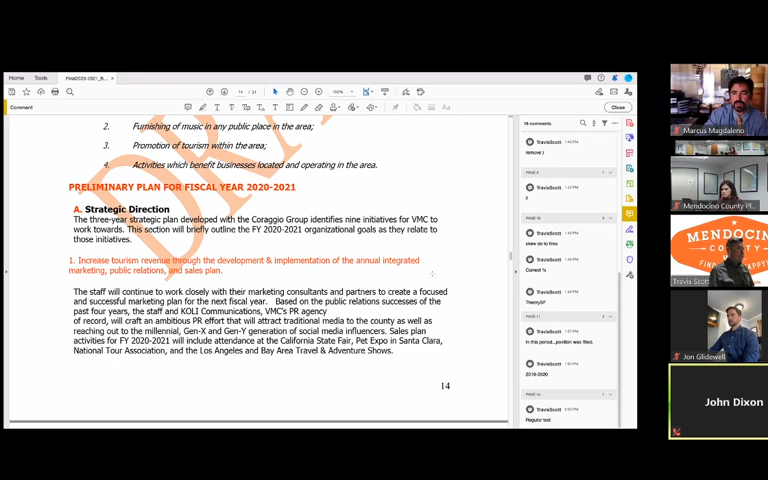 Home Tools Final2020-2021_B... ×
14 / 31
Comment
Close
2. Furnishing of music in any public place in the area;
3. Promotion of tourism within the area;
4. Activities which benefit businesses located and operating in the area.
PRELIMINARY PLAN FOR FISCAL YEAR 2020-2021
A. Strategic Direction
The three-year strategic plan developed with the Coraggio Group identifies nine initiatives for VMC to
work towards. This section will briefly outline the FY 2020-2021 organizational goals as they relate to
those initiatives.
1. Increase tourism revenue through the development & implementation of the annual integrated
marketing, public relations, and sales plan.
The staff will continue to work closely with their marketing consultants and partners to create a focused
and successful marketing plan for the next fiscal year. Based on the public relations successes of the
past four years, the staff and KOLI Communications, VMC's PR agency
of record, will craft an ambitious PR effort that will attract traditional media to the county as well as
reaching out to the millennial, Gen-X and Gen-Y generation of social media influencers. Sales plan
activities for FY 2020-2021 will include attendance at the California State Fair, Pet Expo in Santa Clara,
National Tour Association, and the Los Angeles and Bay Area Travel & Adventure Shows.
14
DRA
TravisScott
remove )
TravisScott
TravisScott
skew do to fires
TravisScott
Correct %
TravisScott
TheorySF
TravisScott
In this period...position was filled.
TravisScott
2019-2020
TravisScott
Regular text
Marcus Magdaleno
Mendocino County Pl...
MENDOCINO
COUNTY
Travis Scott
Jon Glidewell
John Dixon